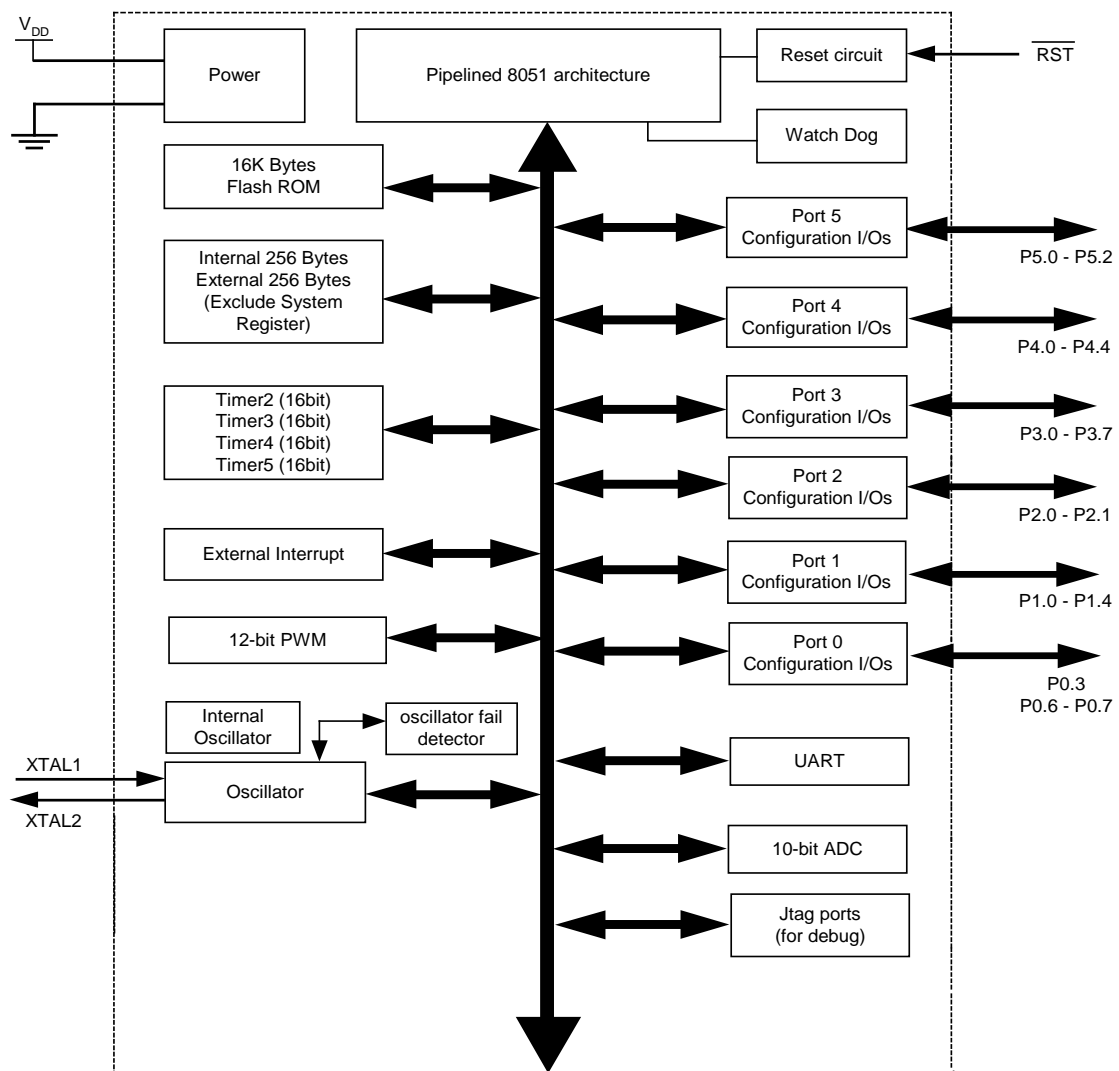 VDD
Power
Pipelined 8051 architecture
Reset circuit
RST
Watch Dog
16K Bytes
Flash ROM
Port 5
Configuration I/Os
P5.0 - P5.2
Internal 256 Bytes
External 256 Bytes
(Exclude System
Register)
Port 4
Configuration I/Os
P4.0 - P4.4
Timer2 (16bit)
Timer3 (16bit)
Timer4 (16bit)
Timer5 (16bit)
Port 3
Configuration I/Os
P3.0 - P3.7
Port 2
Configuration I/Os
P2.0 - P2.1
External Interrupt
Port 1
Configuration I/Os
P1.0 - P1.4
12-bit PWM
Port 0
Configuration I/Os
P0.3
P0.6 - P0.7
Internal
Oscillator
oscillator fail
detector
UART
XTAL1
Oscillator
XTAL2
10-bit ADC
Jtag ports
(for debug)